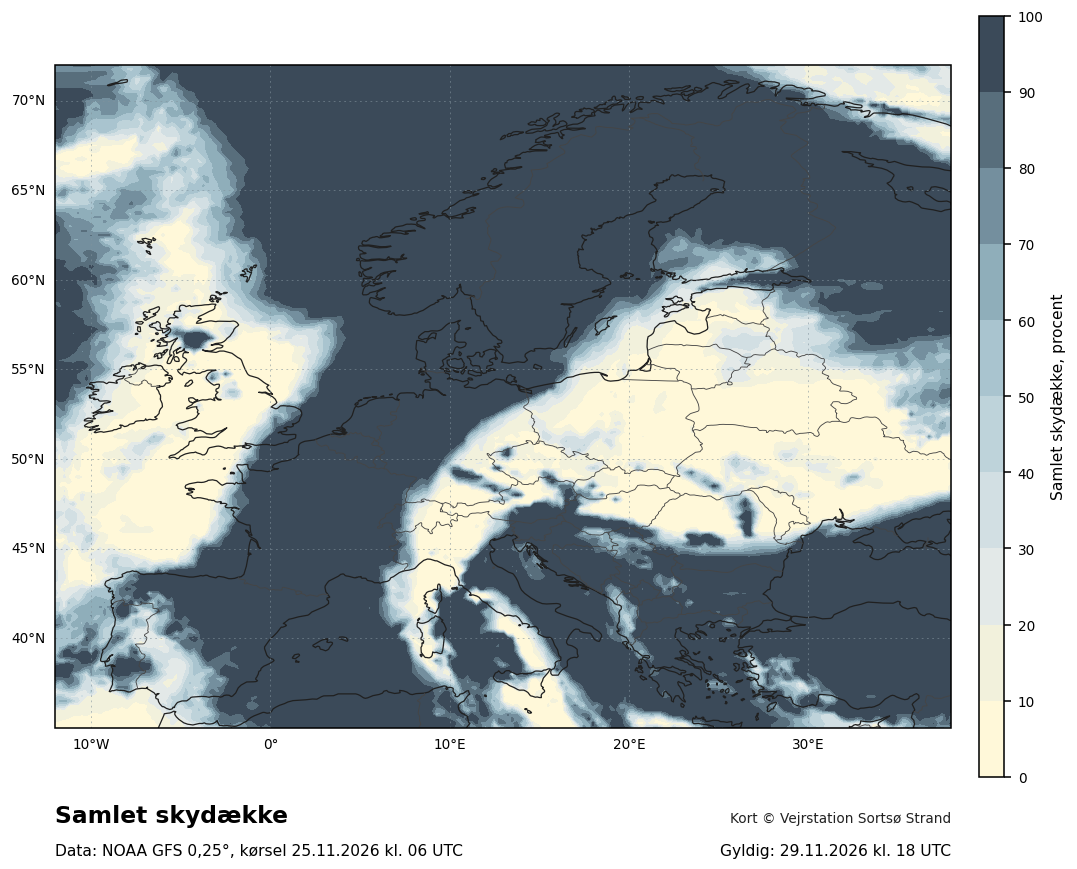 70°N
65°N
60°N
55°N
50°N
45°N
40°N
10°W
0°
10°E
20°E
30°E
100
90
80
70
60
50
40
30
20
10
0
Samlet skydække, procent
Samlet skydække
Kort © Vejrstation Sortsø Strand
Data: NOAA GFS 0,25°, kørsel 25.11.2026 kl. 06 UTC
Gyldig: 29.11.2026 kl. 18 UTC